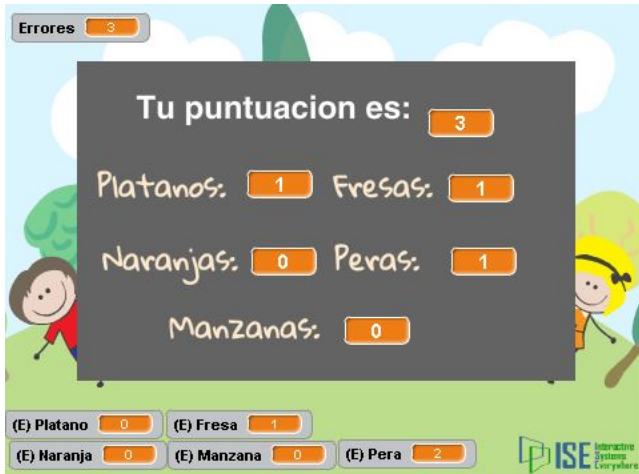 Errores 3
Tu puntuacion es: 3
Platanos: 1 Fresas: 1
Naranjas: 0 Peras: 1
Manzanas: 0
(E) Platano 0 (E) Fresa 1
(E) Naranja 0 (E) Manzana 0 (E) Pera 2
ISE Interactive
Systems
Everywhere